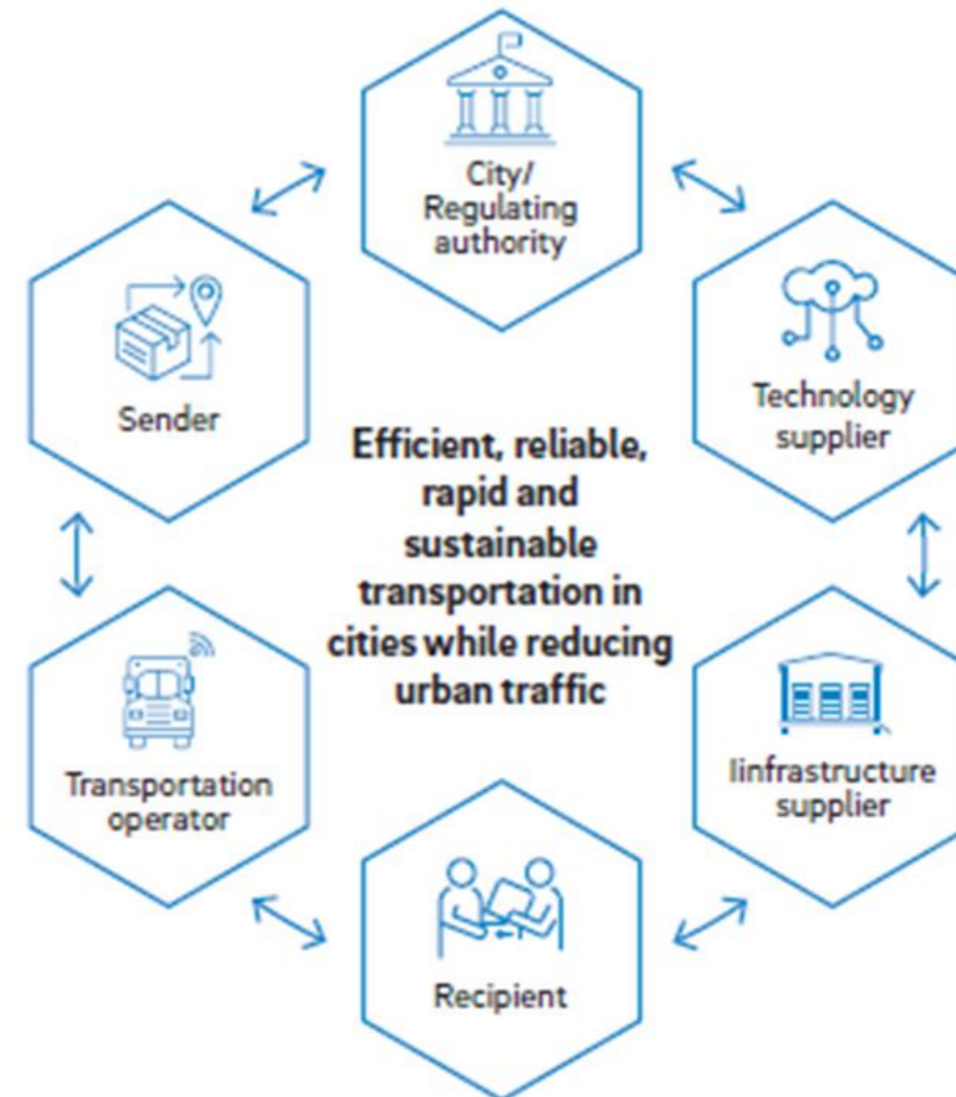 City/
Regulating
authority
Technology
supplier
Iinfrastructure
supplier
Recipient
Transportation
operator
Sender
Efficient, reliable,
rapid and
sustainable
transportation in
cities while reducing
urban traffic